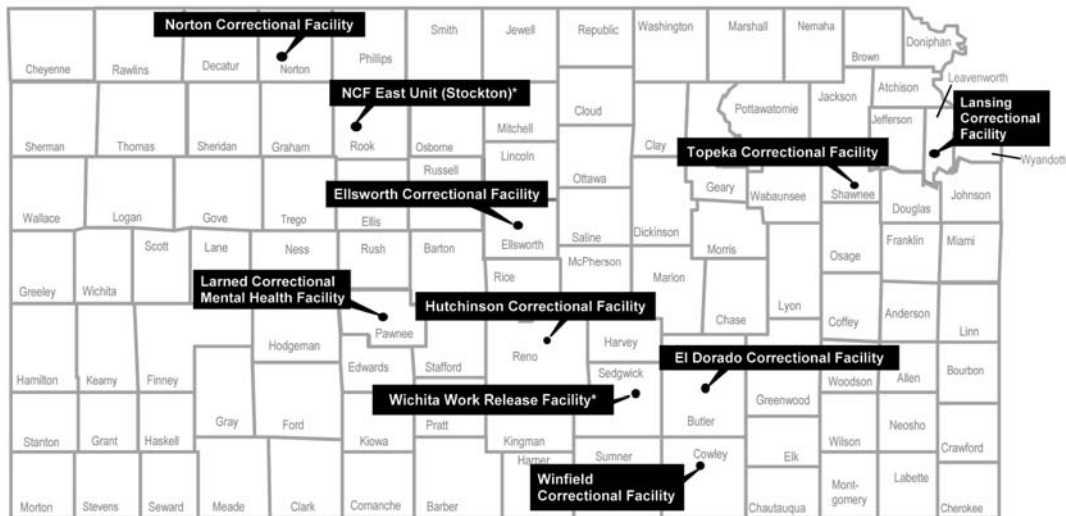 Norton Correctional Facility
Smith
Jewell
Republic
Washington
Marshall
Nemaha
Brown
Doniphan
Cheyenne
Rawlins
Decatur
Norton
Phillips
NCF East Unit (Stockton)*
Cloud
Pottawatomie
Jackson
Atchison
Leavenworth
Jefferson
Lansing
Correctional
Facility
Mitchell
Sherman
Thomas
Sheridan
Graham
Rook
Osborne
Lincoln
Clay
Topeka Correctional Facility
Wyandott
Russell
Ottawa
Ellsworth Correctional Facility
Geary
Wabaunsee
Shawnee
Johnson
Douglas
Wallace
Logan
Gove
Trego
Ellis
Ellsworth
Saline
Dickinson
Morris
Franklin
Miami
Scott
Lane
Ness
Rush
Barton
McPherson
Osage
Greeley
Wichita
Larned Correctional
Mental Health Facility
Rice
Marion
Lyon
Hutchinson Correctional Facility
Chase
Coffey
Anderson
Linn
Pawnee
Hodgeman
Reno
Harvey
El Dorado Correctional Facility
Hamilton
Kearny
Finney
Edwards
Stafford
Sedgwick
Woodson
Allen
Bourbon
Wichita Work Release Facility*
Greenwood
Gray
Ford
Butler
Stanton
Grant
Haskell
Kiowa
Pratt
Kingman
Wilson
Neosho
Crawford
Harper
Sumner
Cowley
Elk
Winfield
Correctional Facility
Mont-
gomery
Labette
Morton
Stevens
Seward
Meade
Clark
Comanche
Barber
Chautauqua
Cherokee